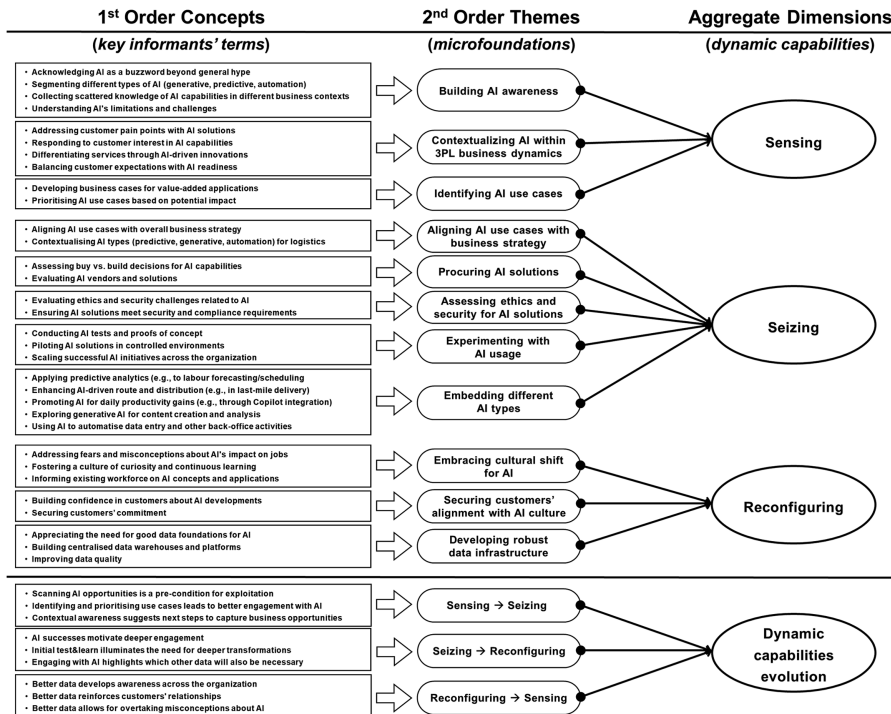 1st Order Concepts
(key informants' terms)
2nd Order Themes
(microfoundations)
Aggregate Dimensions
(dynamic capabilities)
• Acknowledging AI as a buzzword beyond general hype
• Segmenting different types of AI (generative, predictive, automation)
• Collecting scattered knowledge of AI capabilities in different business contexts
• Understanding AI's limitations and challenges
Building AI awareness
• Addressing customer pain points with AI solutions
• Responding to customer interest in AI capabilities
• Differentiating services through AI-driven innovations
• Balancing customer expectations with AI readiness
Contextualizing AI within
3PL business dynamics
• Developing business cases for value-added applications
• Prioritising AI use cases based on potential impact
Identifying AI use cases
Sensing
• Aligning AI use cases with overall business strategy
• Contextualising AI types (predictive, generative, automation) for logistics
Aligning AI use cases with
business strategy
• Assessing buy vs. build decisions for AI capabilities
• Evaluating AI vendors and solutions
Procuring AI solutions
• Evaluating ethics and security challenges related to AI
• Ensuring AI solutions meet security and compliance requirements
Assessing ethics and
security for AI solutions
• Conducting AI tests and proofs of concept
• Piloting AI solutions in controlled environments
• Scaling successful AI initiatives across the organization
Experimenting with
AI usage
• Applying predictive analytics (e.g., to labour forecasting/scheduling
• Enhancing AI-driven route and distribution (e.g., in last-mile delivery)
• Promoting AI for daily productivity gains (e.g., through Copilot integration)
• Exploring generative AI for content creation and analysis
• Using AI to automatise data entry and other back-office activities
Embedding different
AI types
Seizing
• Addressing fears and misconceptions about AI's impact on jobs
• Fostering a culture of curiosity and continuous learning
• Informing existing workforce on AI concepts and applications
Embracing cultural shift
for AI
• Building confidence in customers about AI developments
• Securing customers' commitment
Securing customers'
alignment with AI culture
• Appreciating the need for good data foundations for AI
• Building centralised data warehouses and platforms
• Improving data quality
Developing robust
data infrastructure
Reconfiguring
• Scanning AI opportunities is a pre-condition for exploitation
• Identifying and prioritising use cases leads to better engagement with AI
• Contextual awareness suggests next steps to capture business opportunities
Sensing → Seizing
• AI successes motivate deeper engagement
• Initial test&learn illuminates the need for deeper transformations
• Engaging with AI highlights which other data will also be necessary
Seizing → Reconfiguring
• Better data develops awareness across the organization
• Better data reinforces customers' relationships
• Better data allows for overtaking misconceptions about AI
Reconfiguring → Sensing
Dynamic
capabilities
evolution